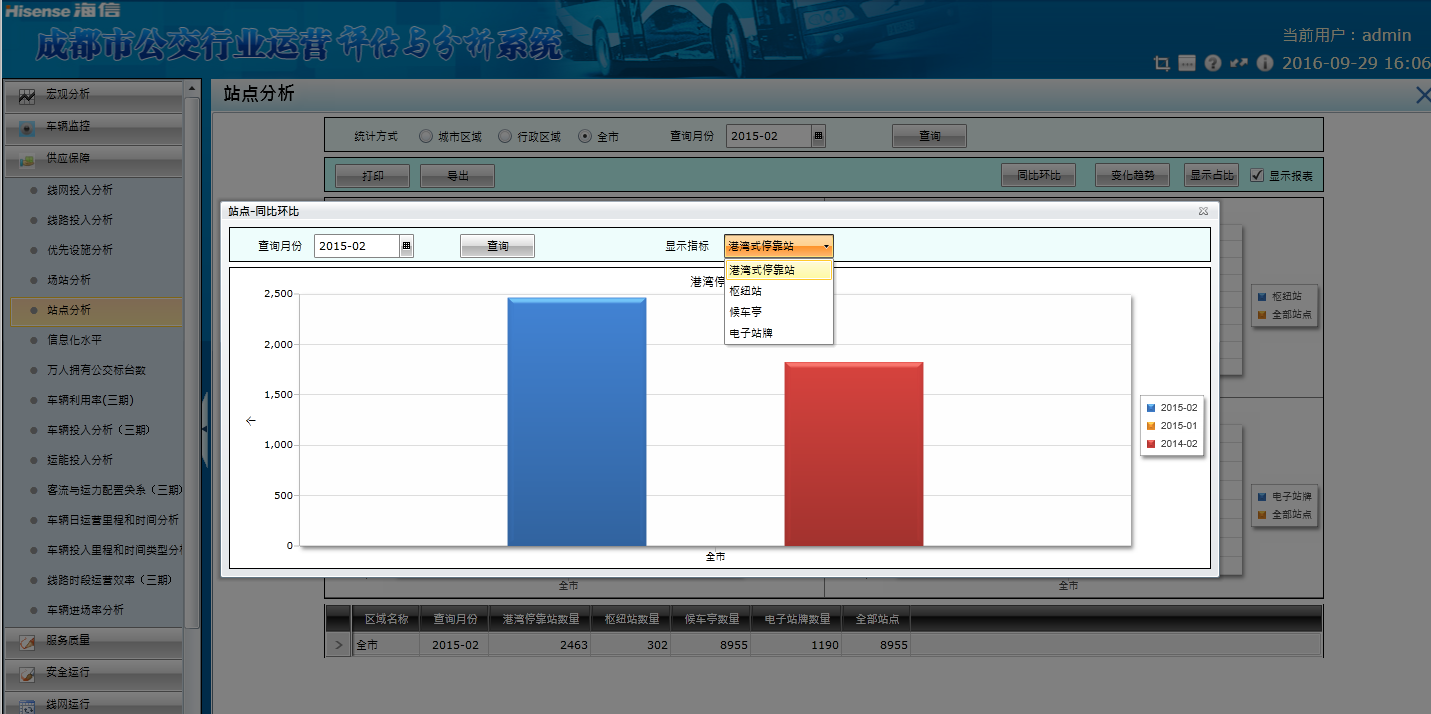 Hisense 海信
成都市公交行业运营评估与分析系统
当前用户：admin
2016-09-29 16:06
宏观分析
车辆监控
供应保障
线网投入分析
线路投入分析
优先设施分析
场站分析
站点分析
信息化水平
万人拥有公交标台数
车辆利用率(三期)
车辆投入分析（三期）
运能投入分析
客流与运力配置关系（三期）
车辆日运营里程和时间分析
车辆投入里程和时间类型分
线路时段运营效率（三期）
车辆进场率分析
服务质量
安全运行
线网运行
站点分析
统计方式 城市区域 行政区域 全市 查询月份 2015-02 查询
打印 导出 同比环比 变化趋势 显示占比 显示报表
站点-同比环比
查询月份 2015-02 查询 显示指标 港湾式停靠站
港湾式停靠站
枢纽站
候车亭
电子站牌
港湾停
2,500
2,000
1,500
1,000
500
0
全市
2015-02
2015-01
2014-02
枢纽站
全部站点
电子站牌
全部站点
全市 全市
区域名称 查询月份 港湾停靠站数量 枢纽站数量 候车亭数量 电子站牌数量 全部站点
全市 2015-02 2463 302 8955 1190 8955